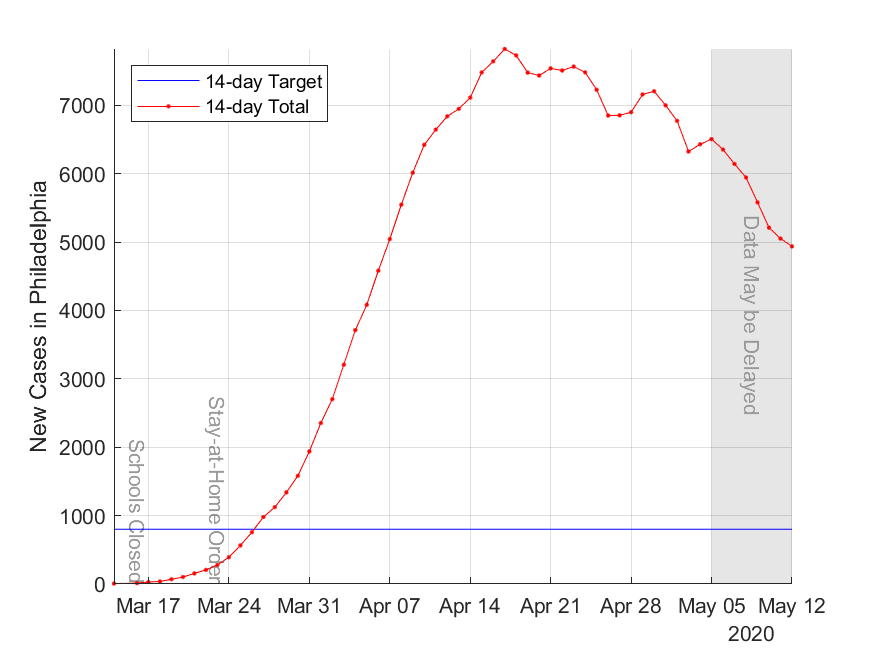 14-day Target
14-day Total
New Cases in Philadelphia
7000
6000
5000
4000
3000
2000
1000
0
Schools Closed
Stay-at-Home Order
Data May be Delayed
Mar 17
Mar 24
Mar 31
Apr 07
Apr 14
Apr 21
Apr 28
May 05
May 12
2020